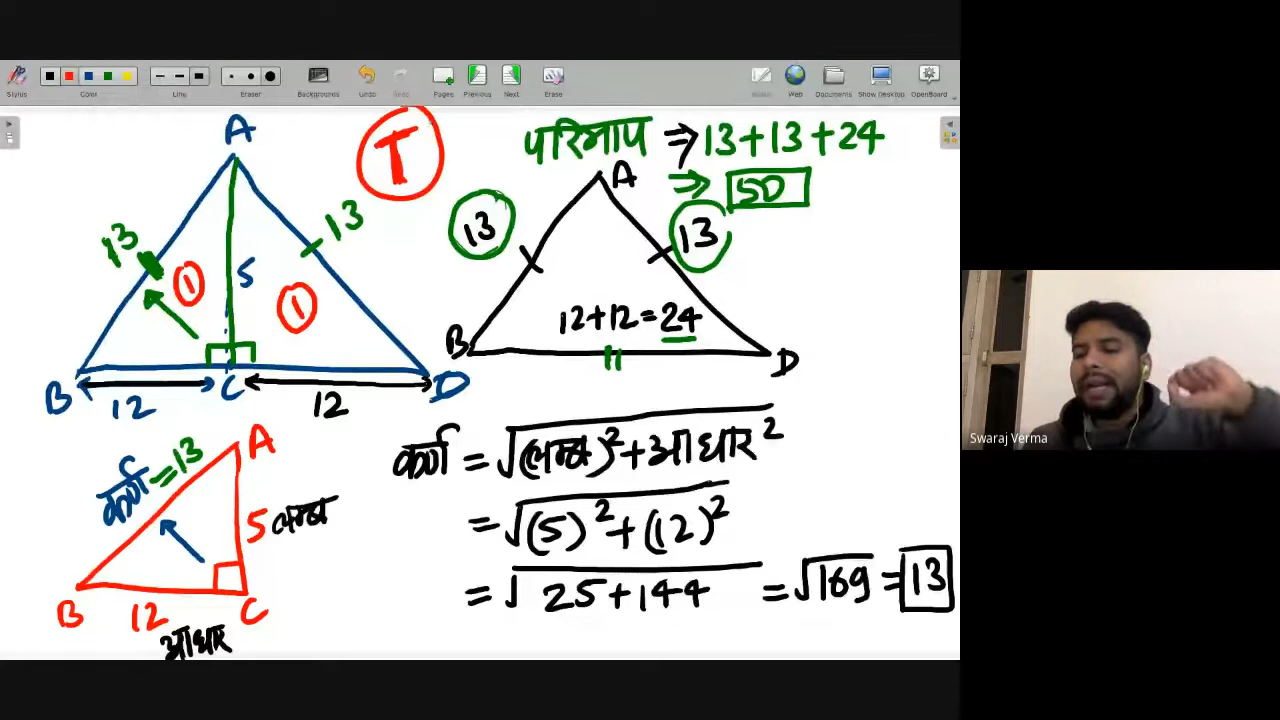 Stylus Color Line Eraser Backgrounds Undo Redo Pages Previous Next Erase Web Documents Show Desktop OpenBoard
A
T
परिमाप ⇒ 13+13+24
⇒ 50
13
13
5
1
1
B
12
C
12
D
A
13
13
12+12=24
B
D
A
कर्ण = 13
5 लम्ब
B
12
C
आधार
कर्ण = √(लम्ब)²+आधार²
= √(5)²+(12)²
= √25+144 = √169 = 13
Swaraj Verma